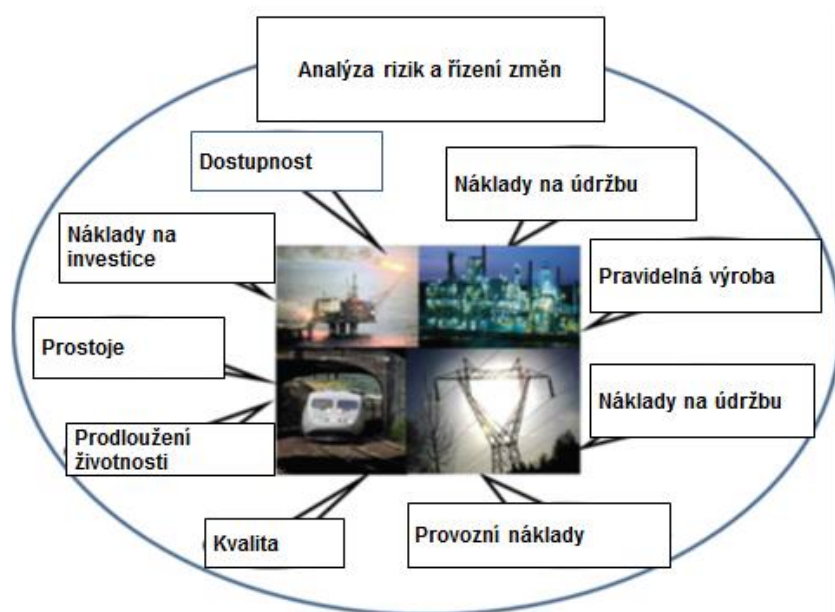 Analýza rizik a řízení změn
Dostupnost
Náklady na údržbu
Náklady na
investice
Pravidelná výroba
Prostoje
Náklady na údržbu
Prodloužení
životnosti
Kvalita
Provozní náklady